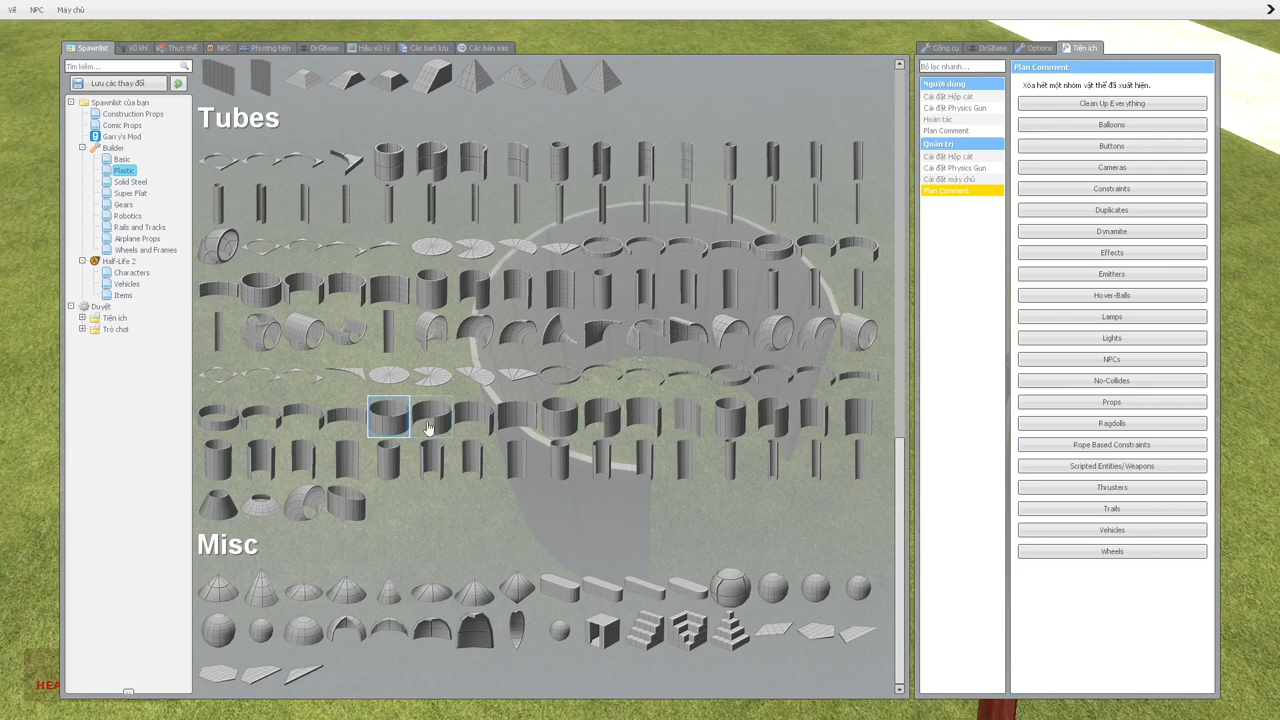 Vẽ NPC Máy chủ
Spawnlist Vũ khí Thực thể NPC Phương tiện DrGBase Hậu xử lý Các bản lưu Các bản sao
Tìm kiếm...
Lưu các thay đổi
Spawnlist của bạn
Construction Props
Comic Props
Garry's Mod
Builder
Basic
Plastic
Solid Steel
Super Plat
Gears
Robotics
Rails and Tracks
Airplane Props
Wheels and Frames
Half-Life 2
Characters
Vehicles
Items
Duyệt
Tiện ích
Trò chơi
Tubes
Misc
HEA
Công cụ DrGBase Options Tiện ích
Bộ lọc nhanh...
Người dùng
Cài đặt Hộp cát
Cài đặt Physics Gun
Hoàn tác
Plan Comment
Quản trị
Cài đặt Hộp cát
Cài đặt Physics Gun
Cài đặt máy chủ
Plan Comment
Plan Comment
Xóa hết một nhóm vật thể đã xuất hiện.
Clean Up Everything
Balloons
Buttons
Cameras
Constraints
Duplicates
Dynamite
Effects
Emitters
Hover-Balls
Lamps
Lights
NPCs
No-Collides
Props
Ragdolls
Rope Based Constraints
Scripted Entities/Weapons
Thrusters
Trails
Vehicles
Wheels